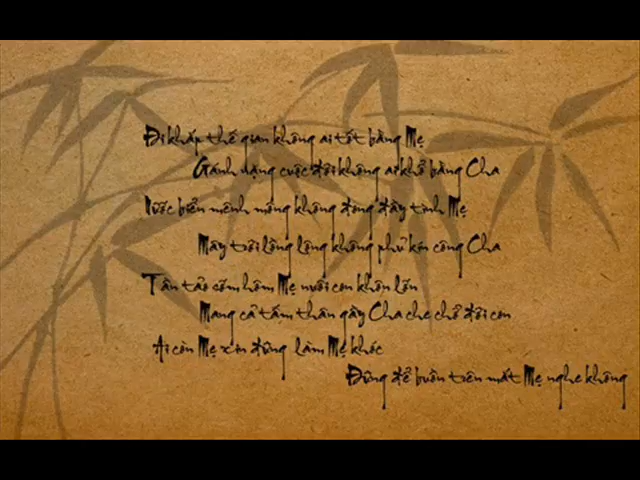 Đi khắp thế gian không ai tốt bằng Mẹ
Gánh nặng cuộc đời không ai khổ bằng Cha
Nước biển mênh mông không đong đầy tình Mẹ
Mây trời lồng lộng không phủ kín công Cha
Tần tảo sớm hôm Mẹ nuôi con khôn lớn
Mang cả tấm thân gầy Cha che chở đời con
Ai còn Mẹ xin đừng làm Mẹ khóc
Đừng để buồn trên mắt Mẹ nghe không